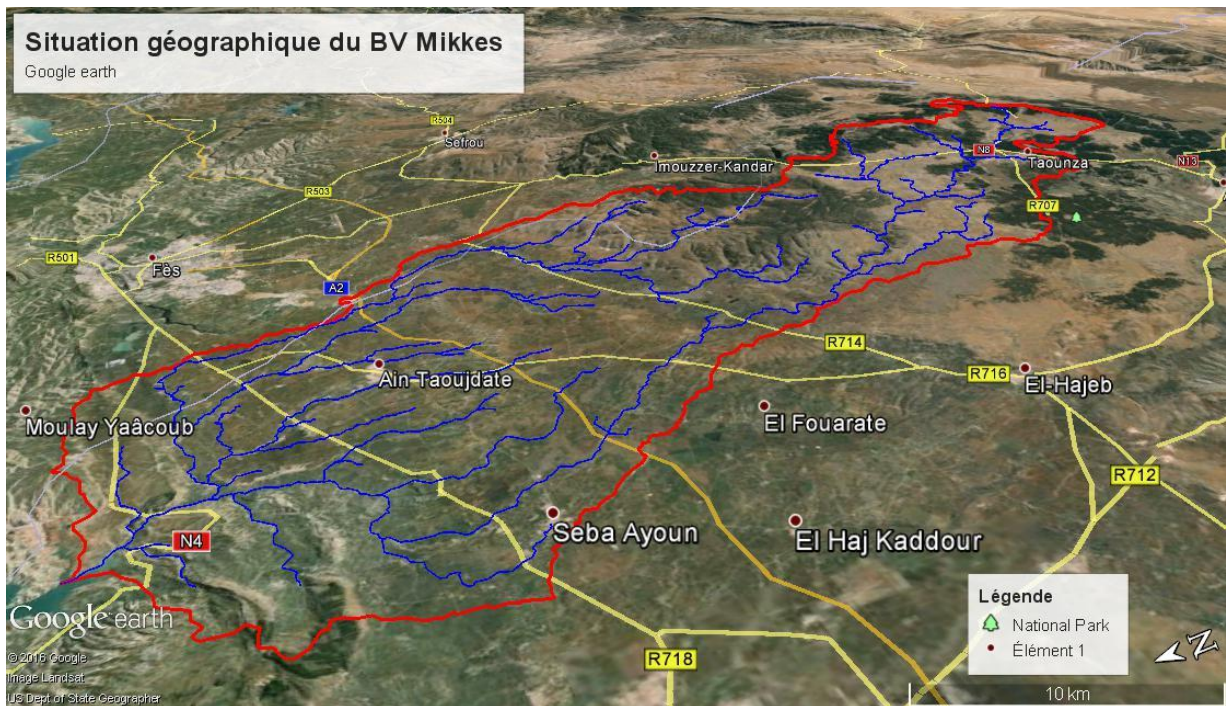 Situation géographique du BV Mikkes
Google earth
R504
Sefrou
Imouzzer-Kandar
N8
Taounza
N13
R503
R707
R501
Fès
A2
R714
Ain Taoujdate
R716
El-Hajeb
Moulay Yaâcoub
El Fouarate
R712
N4
Seba Ayoun
El Haj Kaddour
Légende
National Park
Élément 1
Google earth
© 2016 Google
Image Landsat
US Dept of State Geographer
R718
N
10 km